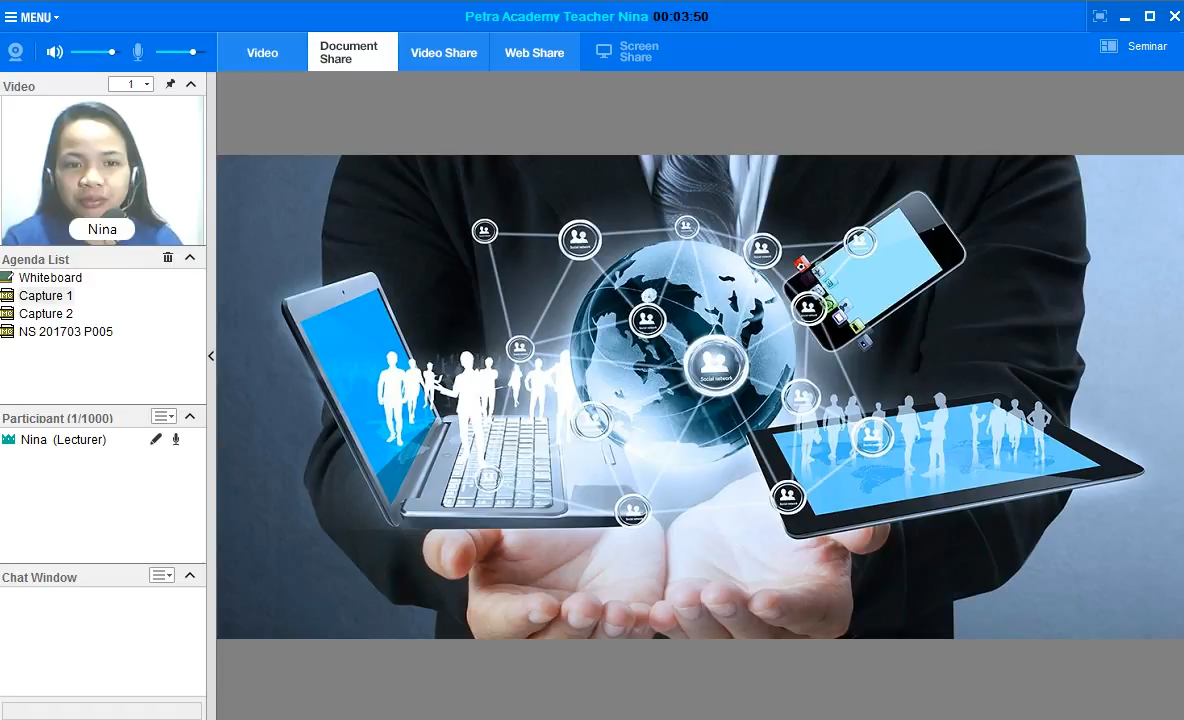 MENU
Petra Academy Teacher Nina 00:03:50
Video
Document
Share
Video Share
Web Share
Screen
Share
Seminar
Video
1
Nina
Agenda List
Whiteboard
Capture 1
Capture 2
NS 201703 P005
Participant (1/1000)
Nina (Lecturer)
Chat Window
Social network